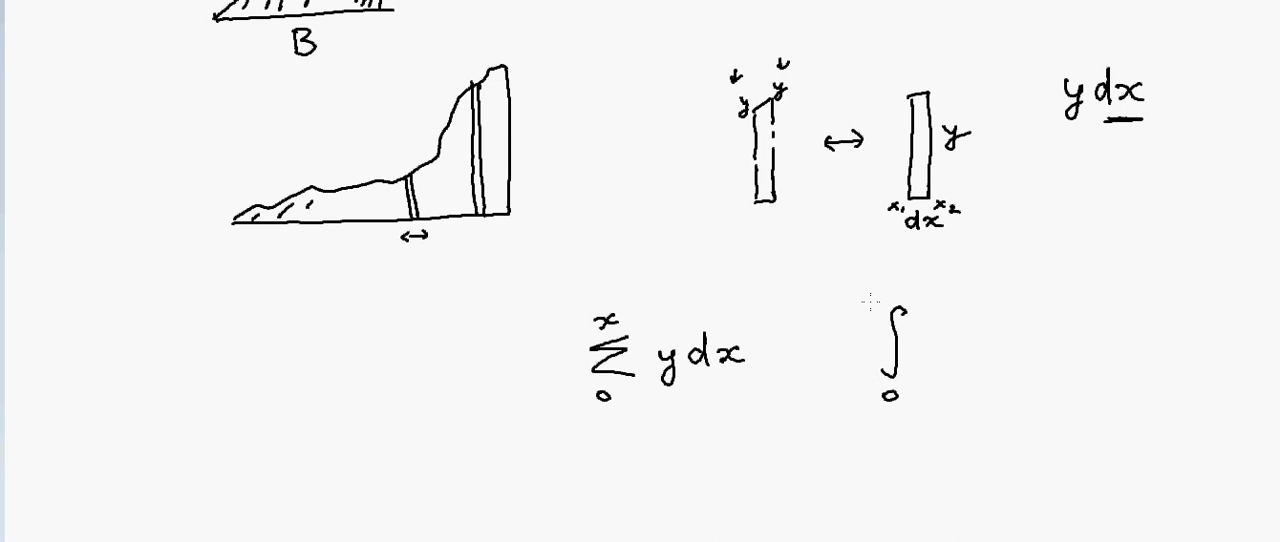 B
y y
y
x₁ dx x₂
y dx
x
∑ y dx
0
∫
0